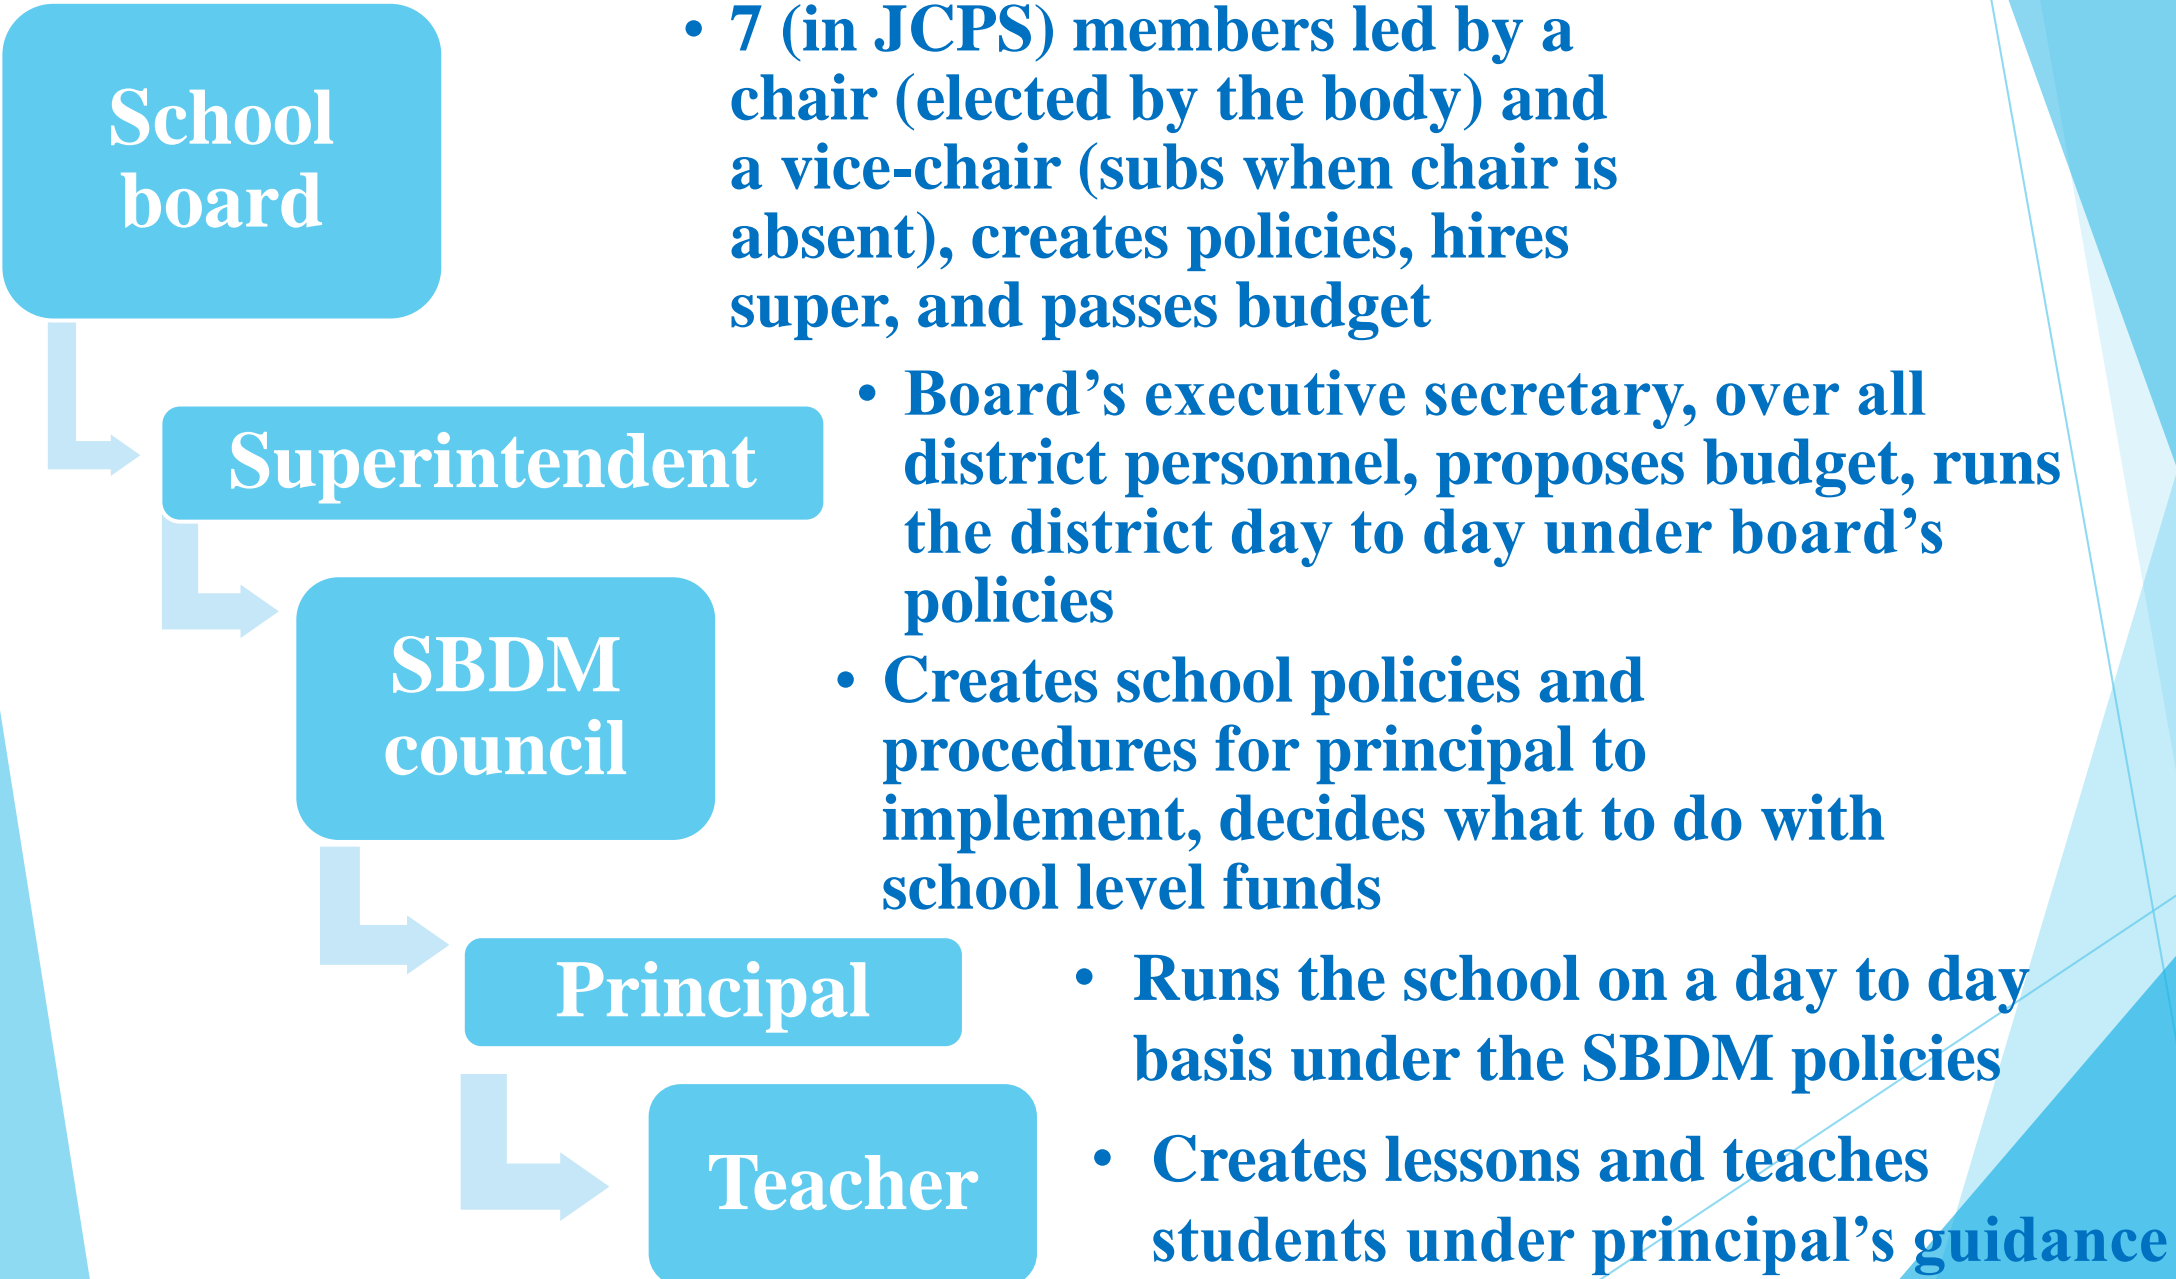 School
board
• 7 (in JCPS) members led by a
chair (elected by the body) and
a vice-chair (subs when chair is
absent), creates policies, hires
super, and passes budget
Superintendent
• Board’s executive secretary, over all
district personnel, proposes budget, runs
the district day to day under board’s
policies
SBDM
council
• Creates school policies and
procedures for principal to
implement, decides what to do with
school level funds
Principal
• Runs the school on a day to day
basis under the SBDM policies
Teacher
• Creates lessons and teaches
students under principal’s guidance